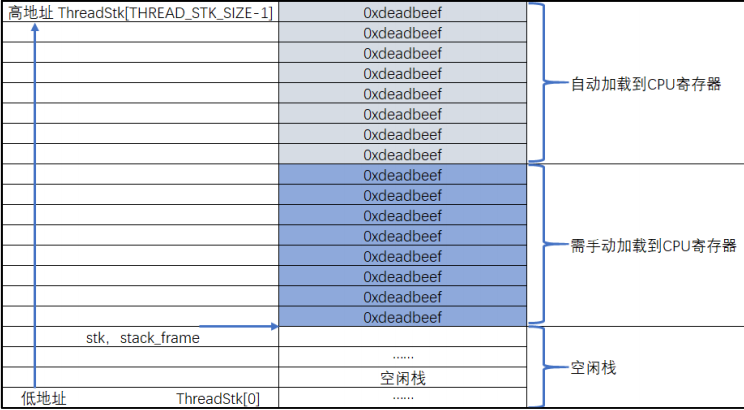 高地址 ThreadStk[THREAD_STK_SIZE-1] 0xdeadbeef
0xdeadbeef
0xdeadbeef
0xdeadbeef
自动加载到CPU寄存器
0xdeadbeef
0xdeadbeef
0xdeadbeef
0xdeadbeef
0xdeadbeef
0xdeadbeef
0xdeadbeef
0xdeadbeef
需手动加载到CPU寄存器
0xdeadbeef
0xdeadbeef
0xdeadbeef
0xdeadbeef
stk，stack_frame
……
空闲栈
空闲栈
低地址 ThreadStk[0] ……